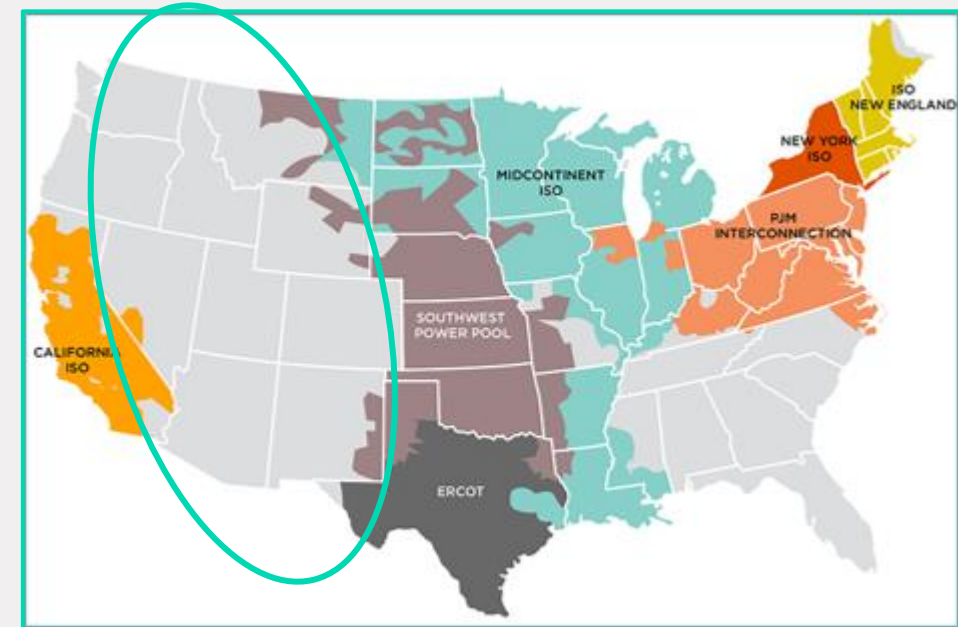 ISO
NEW ENGLAND
NEW YORK
ISO
MIDCONTINENT
ISO
PJM
INTERCONNECTION
SOUTHWEST
POWER POOL
CALIFORNIA
ISO
ERCOT